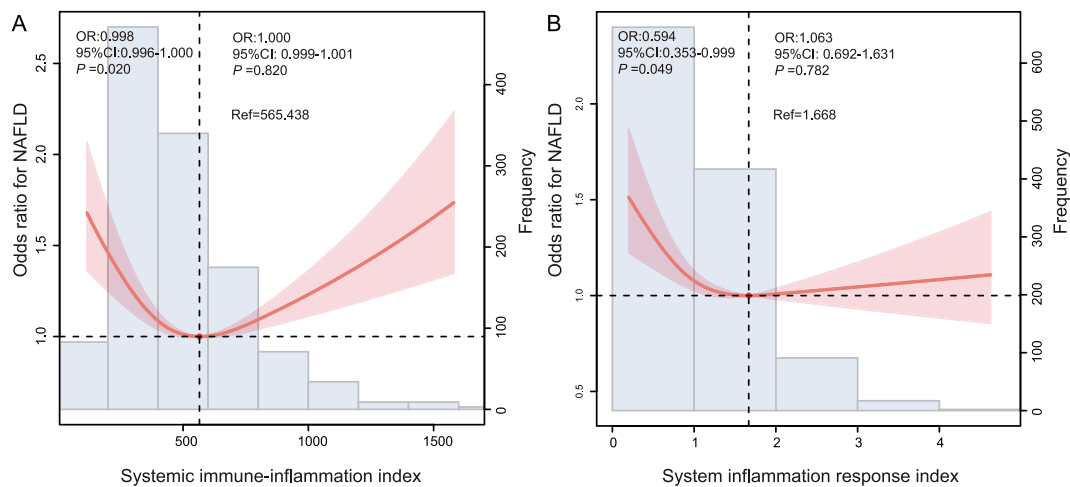 A
OR:0.998
95%CI:0.996-1.000
P =0.020
OR:1.000
95%CI: 0.999-1.001
P =0.820
Ref=565.438
Odds ratio for NAFLD
2.5
2.0
1.5
1.0
Frequency
400
300
200
100
0
500
1000
1500
Systemic immune-inflammation index
B
OR:0.594
95%CI:0.353-0.999
P =0.049
OR:1.063
95%CI: 0.692-1.631
P =0.782
Ref=1.668
Odds ratio for NAFLD
2.0
1.5
1.0
0.5
Frequency
600
500
400
300
200
100
0
0
1
2
3
4
System inflammation response index